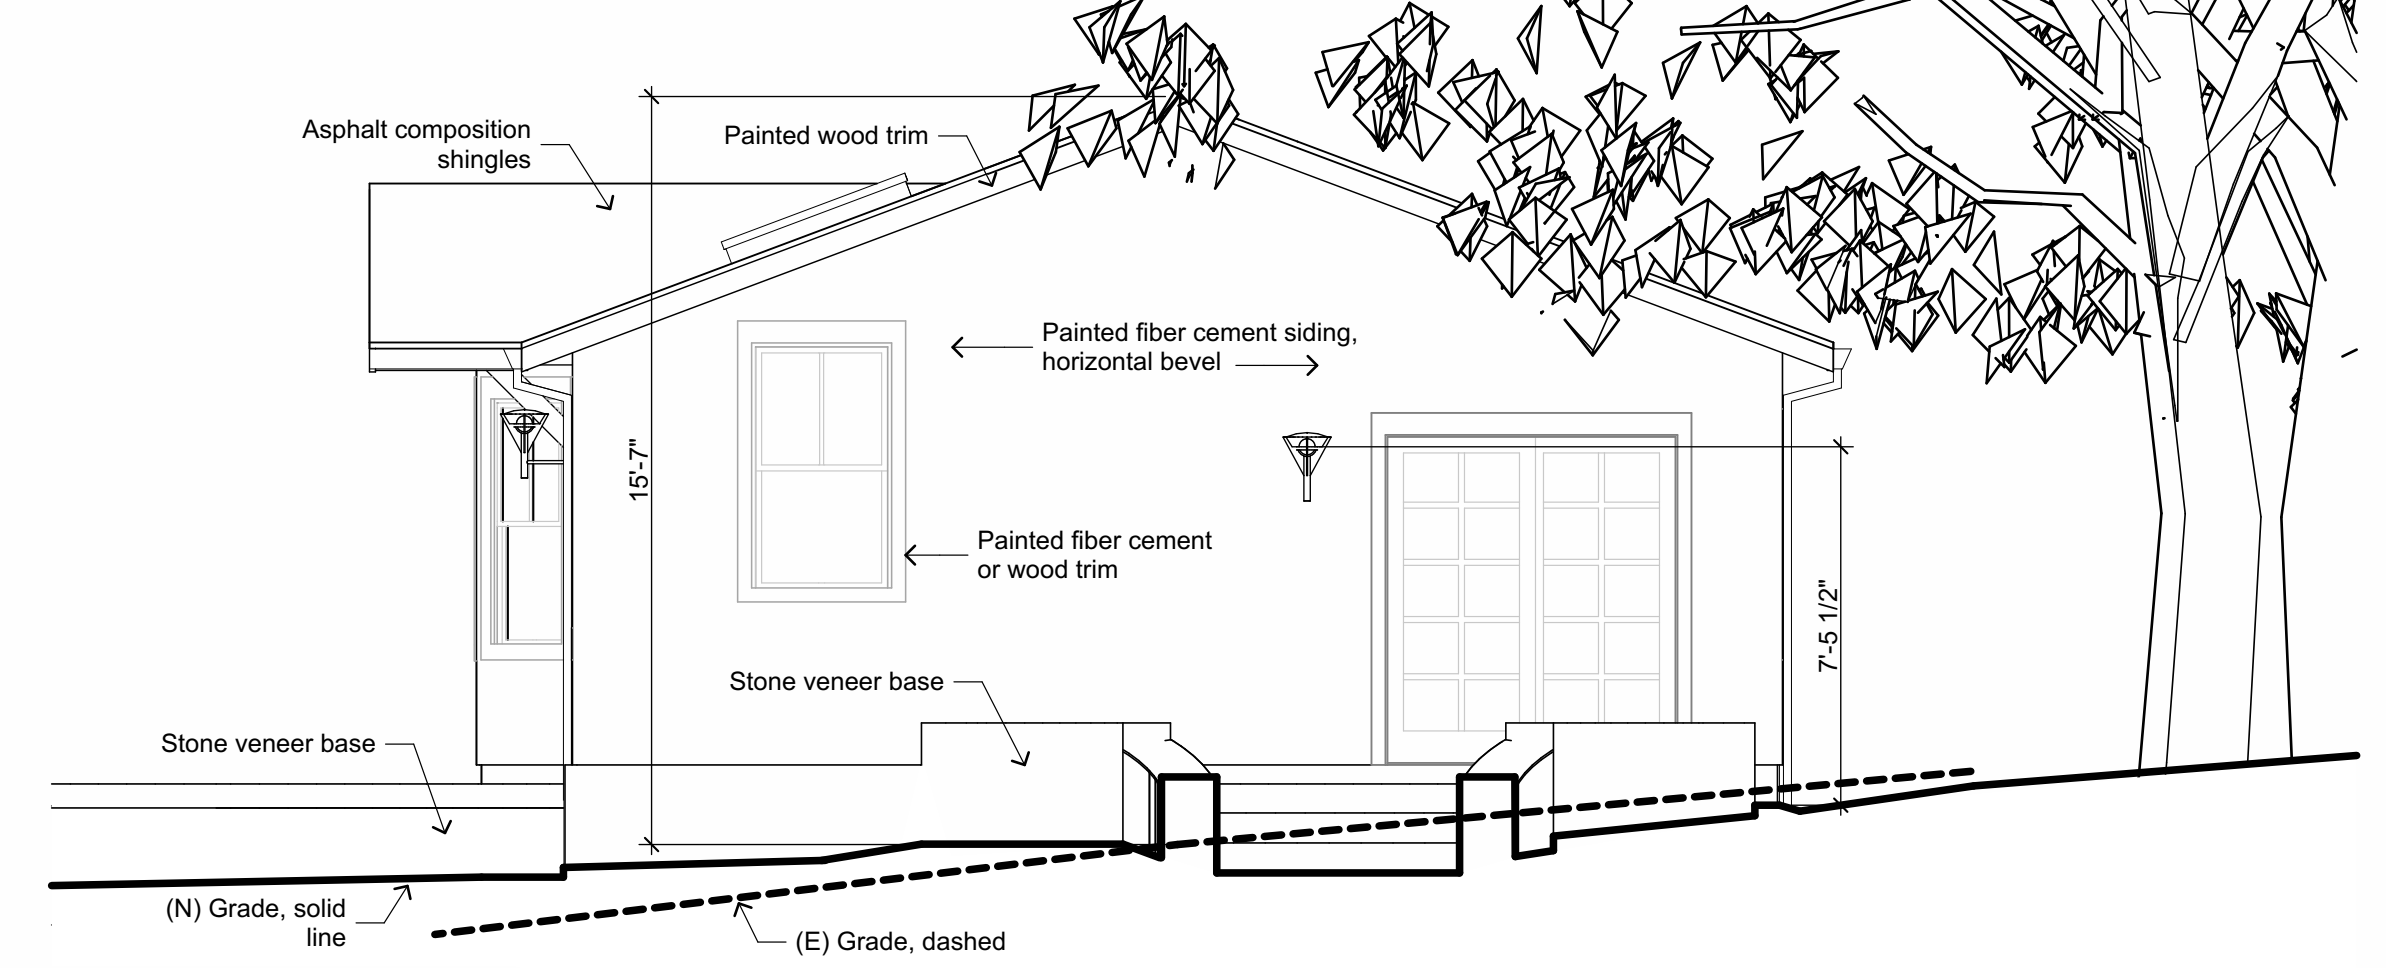 Asphalt composition
shingles
Painted wood trim
Painted fiber cement siding,
horizontal bevel
15'-7"
Painted fiber cement
or wood trim
7'-5 1/2"
Stone veneer base
Stone veneer base
(N) Grade, solid
line
(E) Grade, dashed